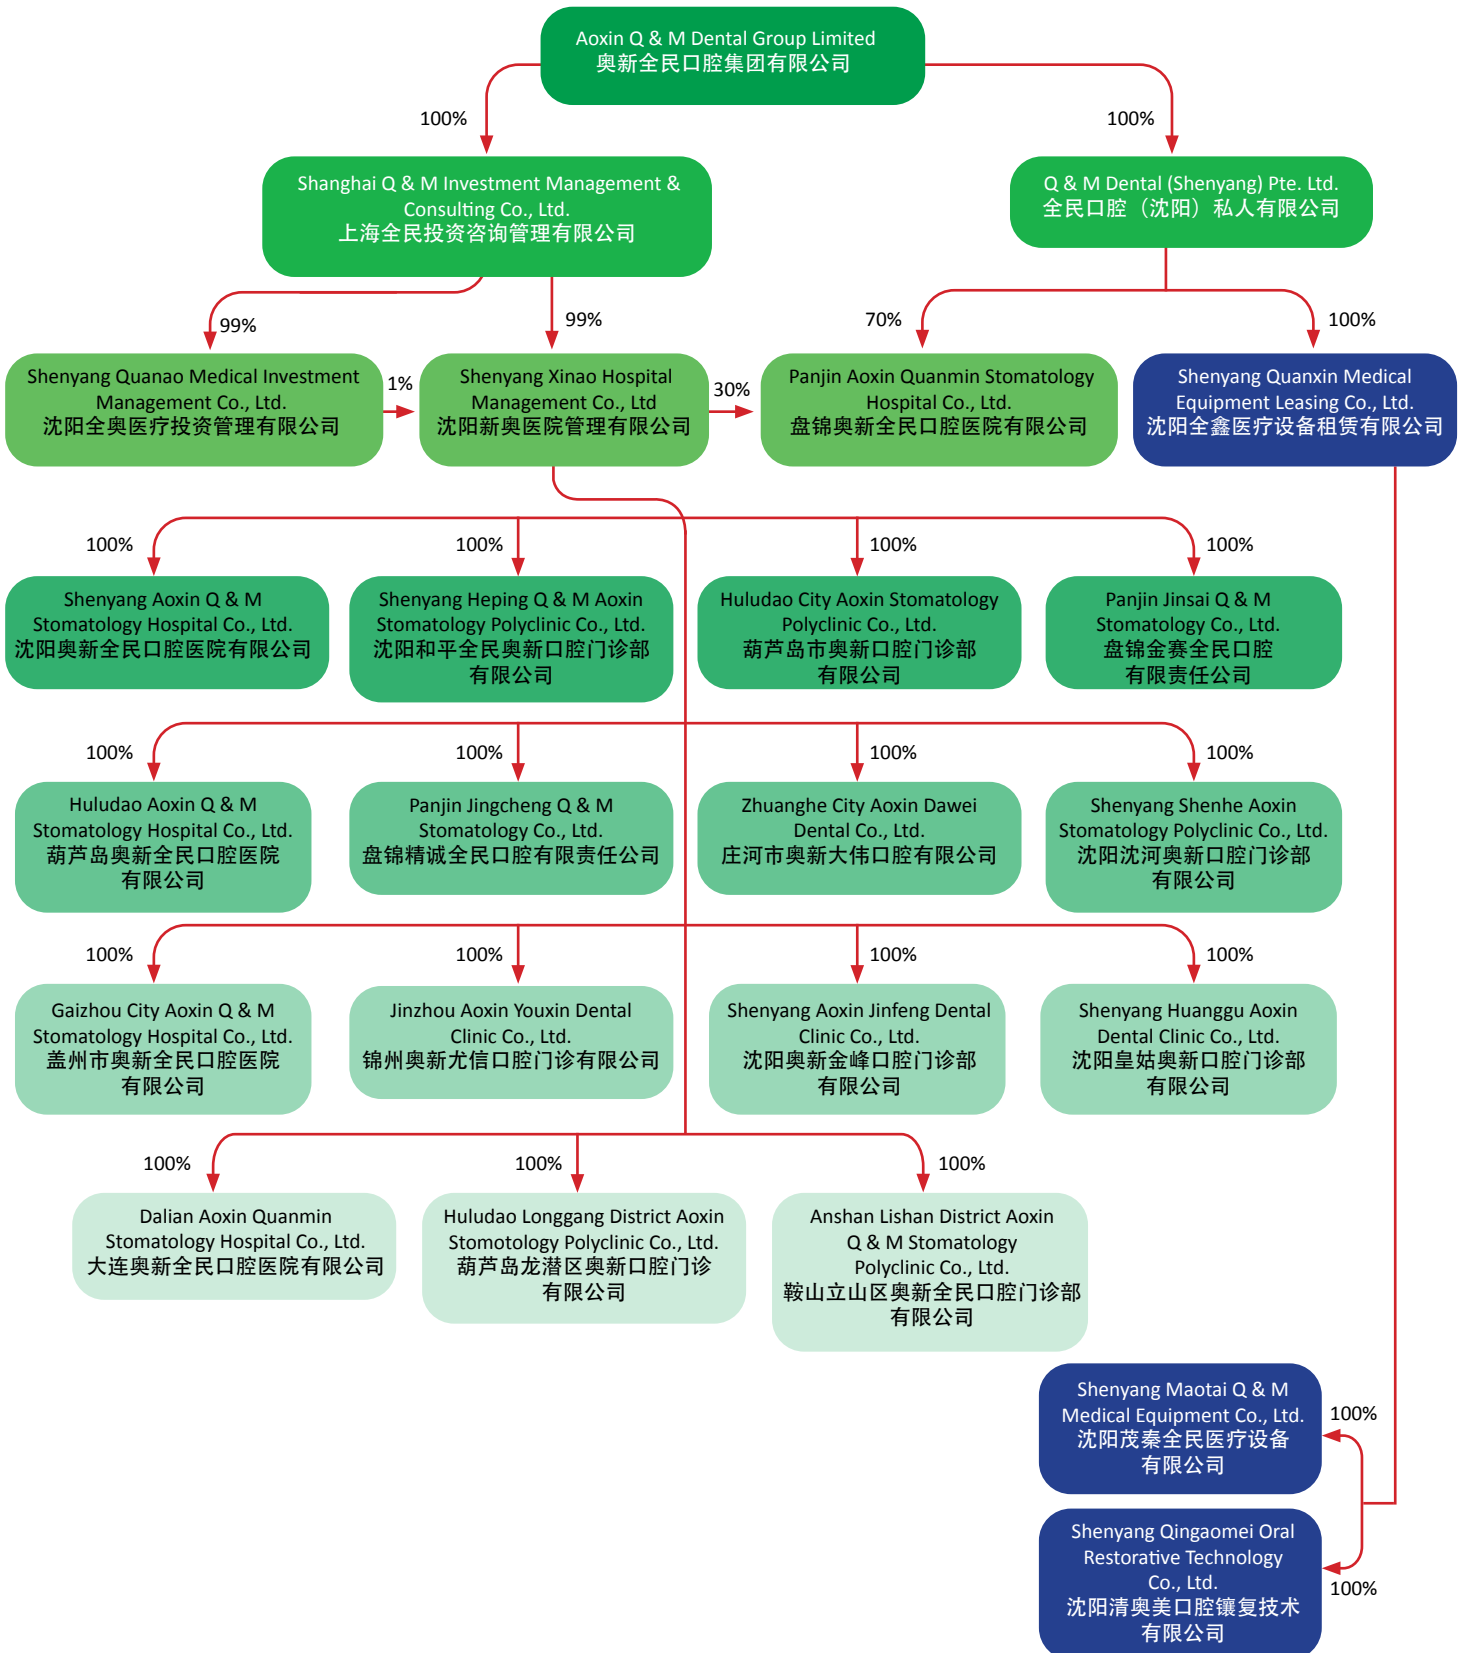 Aoxin Q & M Dental Group Limited
奥新全民口腔集团有限公司
100%
100%
Shanghai Q & M Investment Management &
Consulting Co., Ltd.
上海全民投资咨询管理有限公司
Q & M Dental (Shenyang) Pte. Ltd.
全民口腔（沈阳）私人有限公司
99%
99%
70%
100%
Shenyang Quanao Medical Investment
Management Co., Ltd.
沈阳全奥医疗投资管理有限公司
1%
Shenyang Xinao Hospital
Management Co., Ltd
沈阳新奥医院管理有限公司
30%
Panjin Aoxin Quanmin Stomatology
Hospital Co., Ltd.
盘锦奥新全民口腔医院有限公司
Shenyang Quanxin Medical
Equipment Leasing Co., Ltd.
沈阳全鑫医疗设备租赁有限公司
100%
100%
100%
100%
Shenyang Aoxin Q & M
Stomatology Hospital Co., Ltd.
沈阳奥新全民口腔医院有限公司
Shenyang Heping Q & M Aoxin
Stomatology Polyclinic Co., Ltd.
沈阳和平全民奥新口腔门诊部
有限公司
Huludao City Aoxin Stomatology
Polyclinic Co., Ltd.
葫芦岛市奥新口腔门诊部
有限公司
Panjin Jinsai Q & M
Stomatology Co., Ltd.
盘锦金赛全民口腔
有限责任公司
100%
100%
100%
100%
Huludao Aoxin Q & M
Stomatology Hospital Co., Ltd.
葫芦岛奥新全民口腔医院
有限公司
Panjin Jingcheng Q & M
Stomatology Co., Ltd.
盘锦精诚全民口腔有限责任公司
Zhuanghe City Aoxin Dawei
Dental Co., Ltd.
庄河市奥新大伟口腔有限公司
Shenyang Shenhe Aoxin
Stomatology Polyclinic Co., Ltd.
沈阳沈河奥新口腔门诊部
有限公司
100%
100%
100%
100%
Gaizhou City Aoxin Q & M
Stomatology Hospital Co., Ltd.
盖州市奥新全民口腔医院
有限公司
Jinzhou Aoxin Youxin Dental
Clinic Co., Ltd.
锦州奥新尤信口腔门诊有限公司
Shenyang Aoxin Jinfeng Dental
Clinic Co., Ltd.
沈阳奥新金峰口腔门诊部
有限公司
Shenyang Huanggu Aoxin
Dental Clinic Co., Ltd.
沈阳皇姑奥新口腔门诊部
有限公司
100%
100%
100%
Dalian Aoxin Quanmin
Stomatology Hospital Co., Ltd.
大连奥新全民口腔医院有限公司
Huludao Longgang District Aoxin
Stomotology Polyclinic Co., Ltd.
葫芦岛龙潜区奥新口腔门诊
有限公司
Anshan Lishan District Aoxin
Q & M Stomatology
Polyclinic Co., Ltd.
鞍山立山区奥新全民口腔门诊部
有限公司
Shenyang Maotai Q & M
Medical Equipment Co., Ltd.
沈阳茂秦全民医疗设备
有限公司
100%
Shenyang Qingaomei Oral
Restorative Technology
Co., Ltd.
沈阳清奥美口腔镶复技术
有限公司
100%